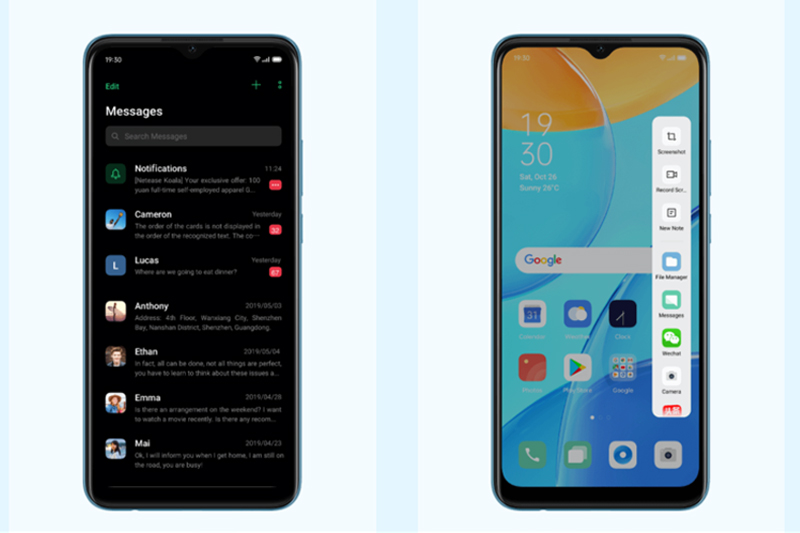 19:30
Edit
Messages
Search Messages
Notifications 11:24
[Netease Koala] Your exclusive offer: 100
yuan full-time self-employed apparel G...
Cameron Yesterday
The order of the cards is not displayed in
the order of the recognized text. The co···
32
Lucas Yesterday
L
Where are we going to eat dinner?
67
Anthony 2019/05/03
Address: 4th Floor, Wanxiang City, Shenzhen
Bay, Nanshan District, Shenzhen, Guangdong.
Ethan 2019/05/04
In fact, all can be done, not all things are perfect,
you have to learn to think about these issues a...
Emma 2019/04/28
Is there an arrangement on the weekend? I want
to watch a movie recently. Is there any recom...
Mai 2019/04/23
Ok, I will inform you when I get home, I am still on
the road, you are busy!
19:30
19
30
Sat, Oct 26
Sunny 26°C
Google
31
Calendar Weather Clock
Photos Play Store Google
Screenshot
Record Scr...
New Note
File Manager
Messages
Wechat
Camera